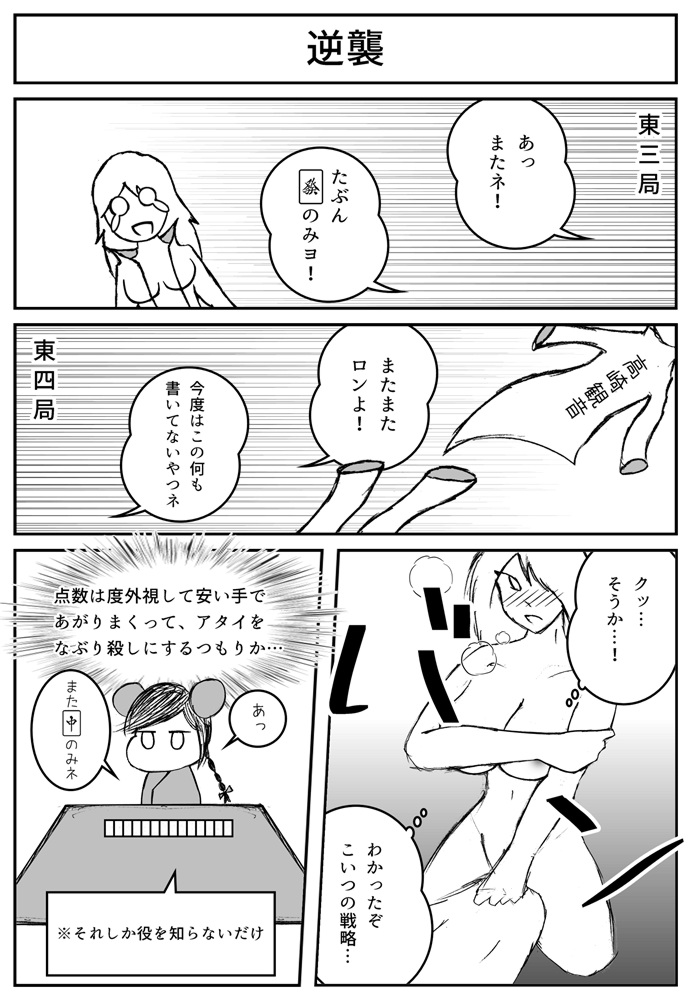 逆襲
東三局
あっ
またネ！
たぶん
發のみヨ！
高崎観音
またまた
ロンよ！
今度はこの何も
書いてないやつネ
東四局
クッ…
そうか…！
わかったぞ
こいつの戦略…
点数は度外視して安い手で
あがりまくって、アタイを
なぶり殺しにするつもりか…
あっ
また中のみネ
※それしか役を知らないだけ